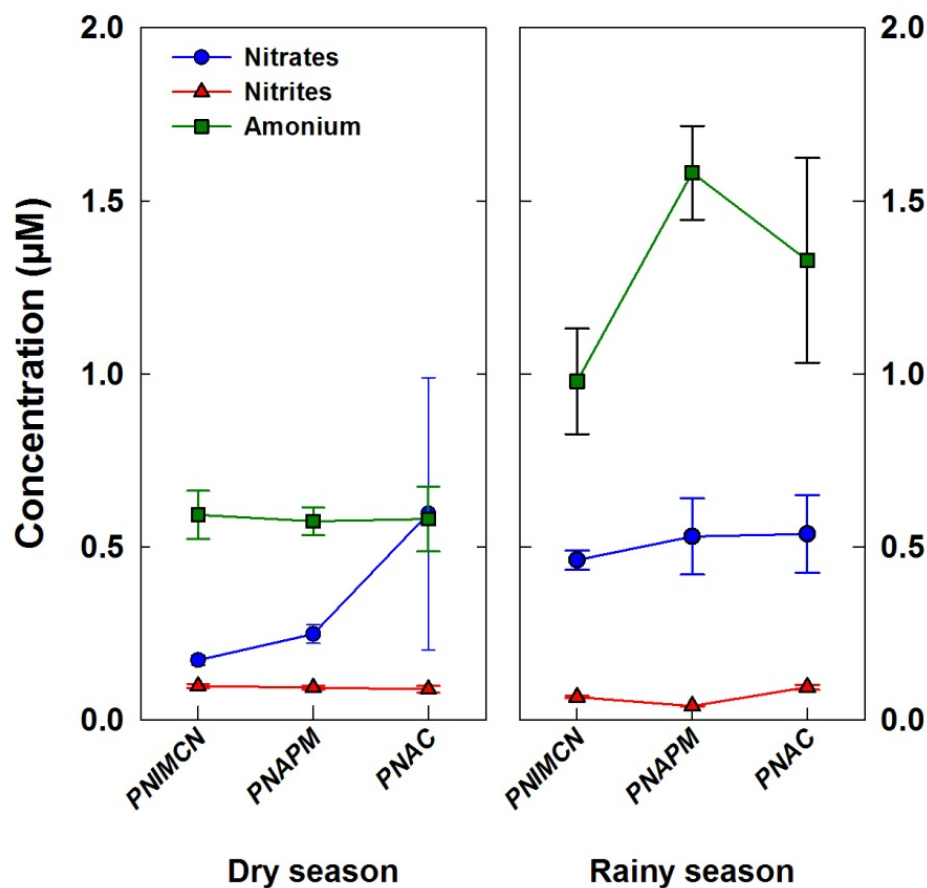 2.0
1.5
1.0
0.5
0.0
Concentration (µM)
Nitrates
Nitrites
Amonium
PNIMCN
PNAPM
PNAC
Dry season
PNIMCN
PNAPM
PNAC
Rainy season
2.0
1.5
1.0
0.5
0.0